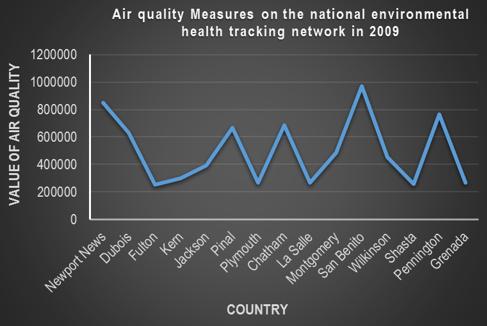 Air quality Measures on the national environmental
health tracking network in 2009
VALUE OF AIR QUALITY
1200000
1000000
800000
600000
400000
200000
0
Newport News
Dubois
Fulton
Kern
Jackson
Pinal
Plymouth
Chatham
La Salle
Montgomery
San Benito
Wilkinson
Shasta
Pennington
Grenada
COUNTRY